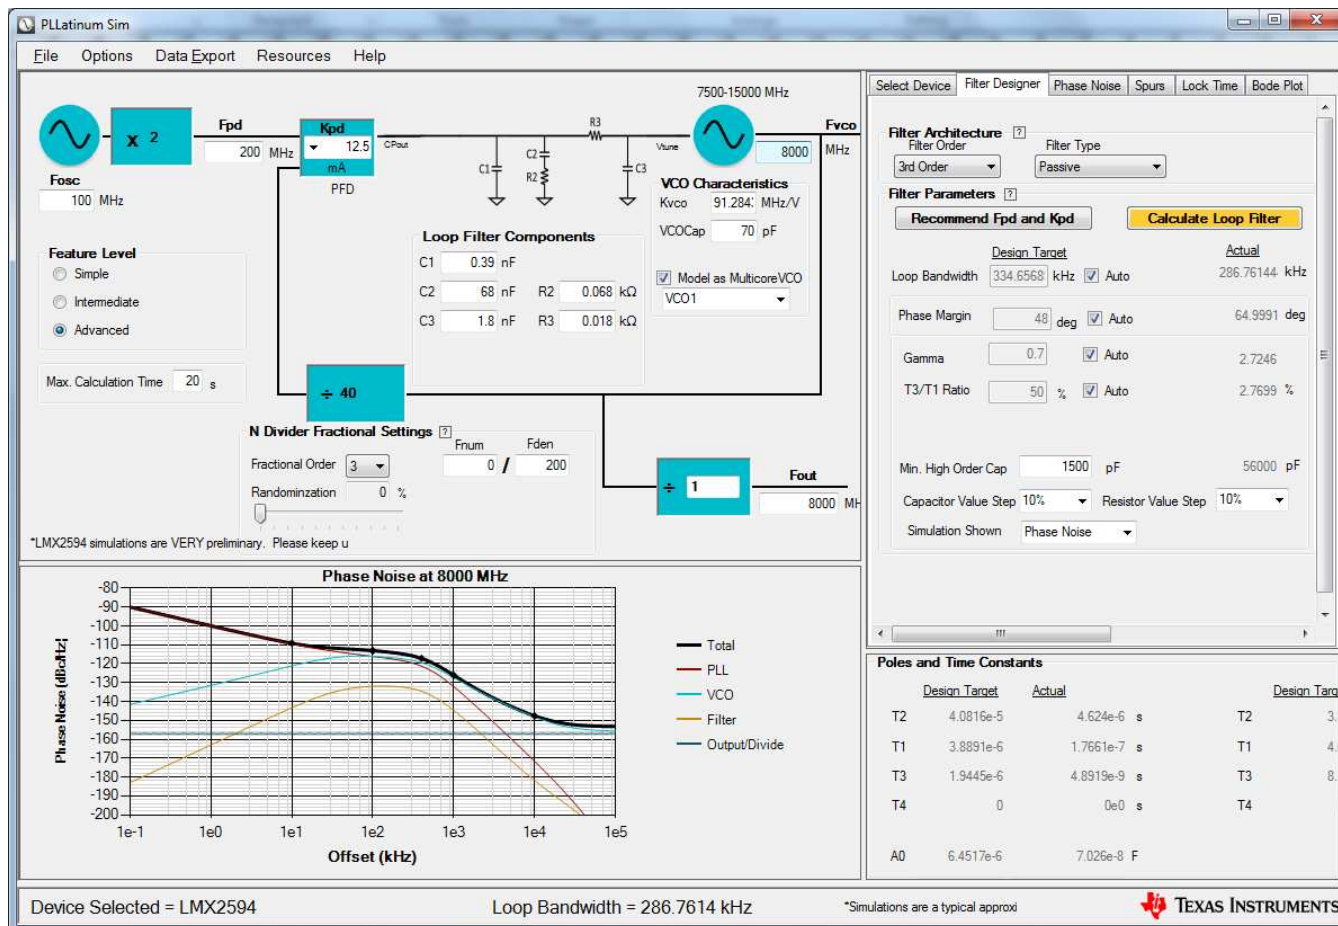 PLLatinum Sim
File Options Data Export Resources Help
7500-15000 MHz
x 2
Fpd
200 MHz
Kpd
12.5
mA
PFD
CPout
R3
C1
C2
R2
C3
Vtune
Fvco
8000
MHz
Fosc
100 MHz
VCO Characteristics
Kvco 91.284 MHz/V
VCOCap 70 pF
Model as MulticoreVCO
VCO1
Feature Level
Simple
Intermediate
Advanced
Loop Filter Components
C1 0.39 nF
C2 68 nF R2 0.068 kΩ
C3 1.8 nF R3 0.018 kΩ
Max. Calculation Time 20 s
÷ 40
N Divider Fractional Settings ?
Fnum Fden
Fractional Order 3 0 / 200
Randominzation 0 %
÷ 1
Fout
8000 MH
*LMX2594 simulations are VERY preliminary. Please keep u
Select Device Filter Designer Phase Noise Spurs Lock Time Bode Plot
Filter Architecture ?
Filter Order Filter Type
3rd Order Passive
Filter Parameters ?
Recommend Fpd and Kpd Calculate Loop Filter
Design Target Actual
Loop Bandwidth 334.6568 kHz Auto 286.76144 kHz
Phase Margin 48 deg Auto 64.9991 deg
Gamma 0.7 Auto 2.7246
T3/T1 Ratio 50 % Auto 2.7699 %
Min. High Order Cap 1500 pF 56000 pF
Capacitor Value Step 10% Resistor Value Step 10%
Simulation Shown Phase Noise
Phase Noise at 8000 MHz
Phase Noise (dBc/Hz)
-80
-90
-100
-110
-120
-130
-140
-150
-160
-170
-180
-190
-200
1e-1 1e0 1e1 1e2 1e3 1e4 1e5
Offset (kHz)
Total
PLL
VCO
Filter
Output/Divide
Poles and Time Constants
Design Target Actual Design Targ
T2 4.0816e-5 4.624e-6 s T2 3.
T1 3.8891e-6 1.7661e-7 s T1 4.
T3 1.9445e-6 4.8919e-9 s T3 8.
T4 0 0e0 s T4
A0 6.4517e-6 7.026e-8 F
Device Selected = LMX2594 Loop Bandwidth = 286.7614 kHz *Simulations are a typical approxi TEXAS INSTRUMENTS